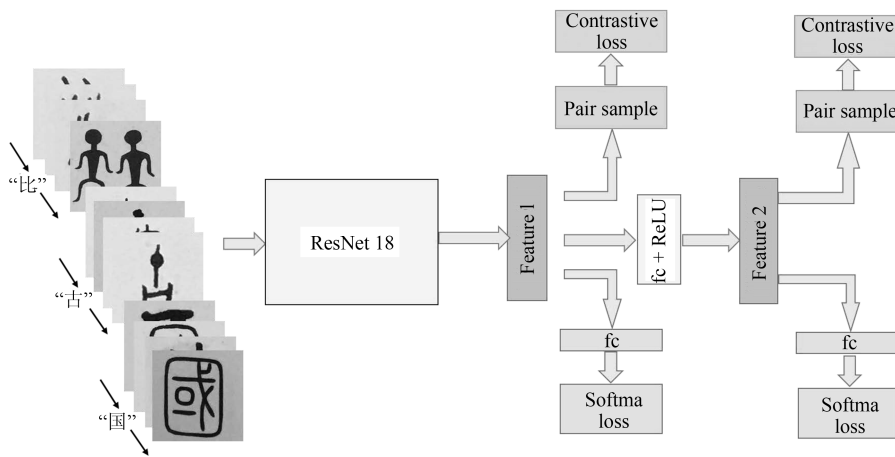 Contrastive
loss
Contrastive
loss
Pair sample
Pair sample
“比”
ResNet 18
Feature 1
fc + ReLU
Feature 2
“古”
fc
fc
Softma
loss
Softma
loss
“国”
國